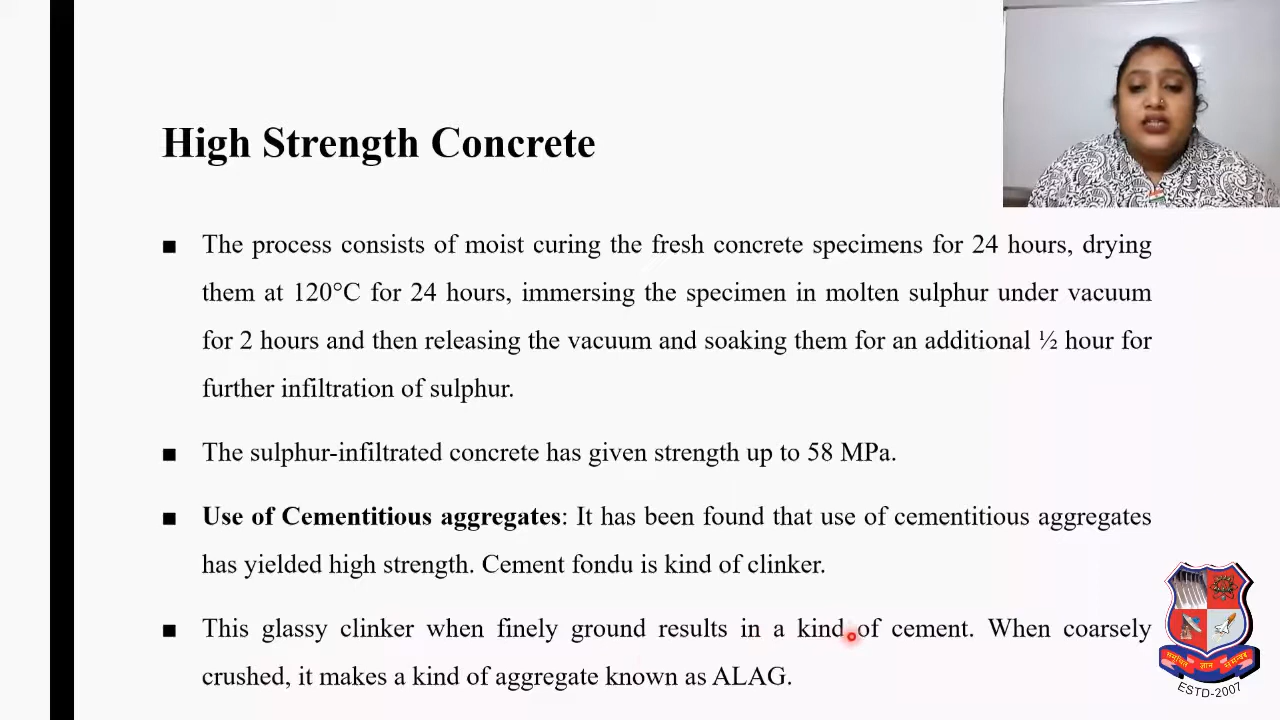 High Strength Concrete
■ The process consists of moist curing the fresh concrete specimens for 24 hours, drying
them at 120°C for 24 hours, immersing the specimen in molten sulphur under vacuum
for 2 hours and then releasing the vacuum and soaking them for an additional ½ hour for
further infiltration of sulphur.
■ The sulphur-infiltrated concrete has given strength up to 58 MPa.
■ Use of Cementitious aggregates: It has been found that use of cementitious aggregates
has yielded high strength. Cement fondu is kind of clinker.
■ This glassy clinker when finely ground results in a kind of cement. When coarsely
crushed, it makes a kind of aggregate known as ALAG.
ज्ञान
ESTD-2007